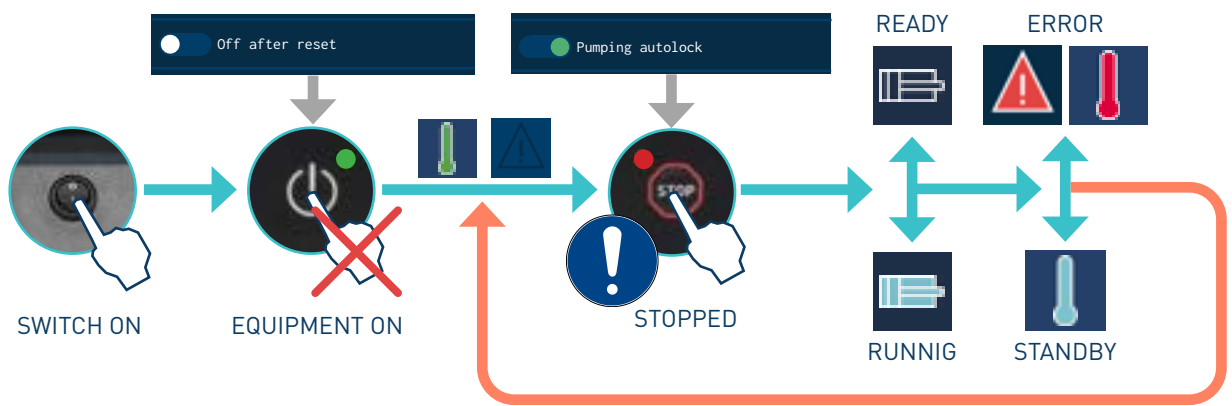 Off after reset
Pumping autolock
READY
ERROR
STOP
SWITCH ON
EQUIPMENT ON
STOPPED
RUNNIG
STANDBY